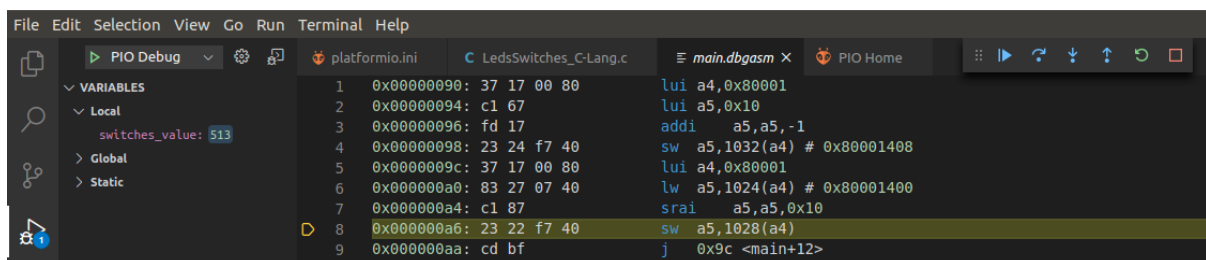 File Edit Selection View Go Run Terminal Help
PIO Debug
platformio.ini
LedsSwitches_C-Lang.c
main.dbgasm
PIO Home
VARIABLES
Local
switches_value: 513
Global
Static
1 0x00000090: 37 17 00 80 lui a4,0x80001
2 0x00000094: c1 67 lui a5,0x10
3 0x00000096: fd 17 addi a5,a5,-1
4 0x00000098: 23 24 f7 40 sw a5,1032(a4) # 0x80001408
5 0x0000009c: 37 17 00 80 lui a4,0x80001
6 0x000000a0: 83 27 07 40 lw a5,1024(a4) # 0x80001400
7 0x000000a4: c1 87 srai a5,a5,0x10
8 0x000000a6: 23 22 f7 40 sw a5,1028(a4)
9 0x000000aa: cd bf j 0x9c <main+12>
1